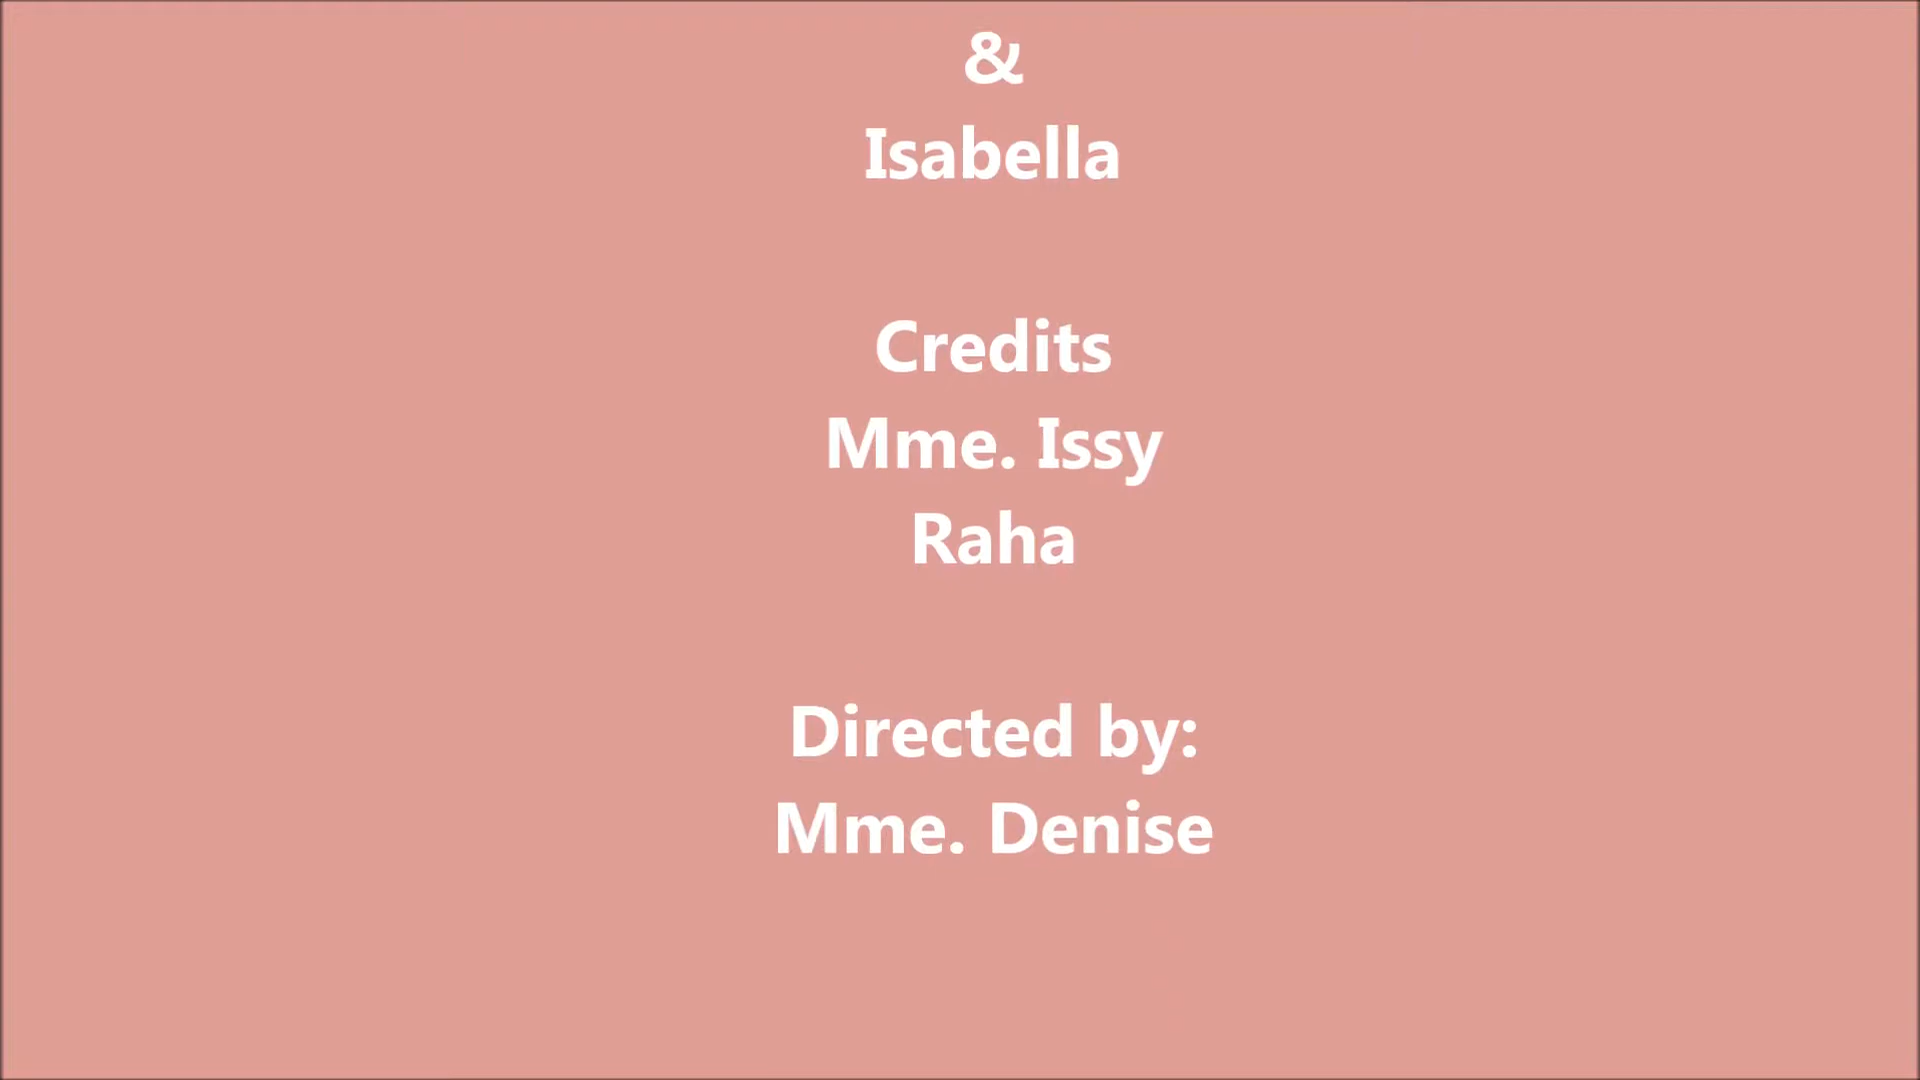 &
Isabella
Credits
Mme. Issy
Raha
Directed by:
Mme. Denise